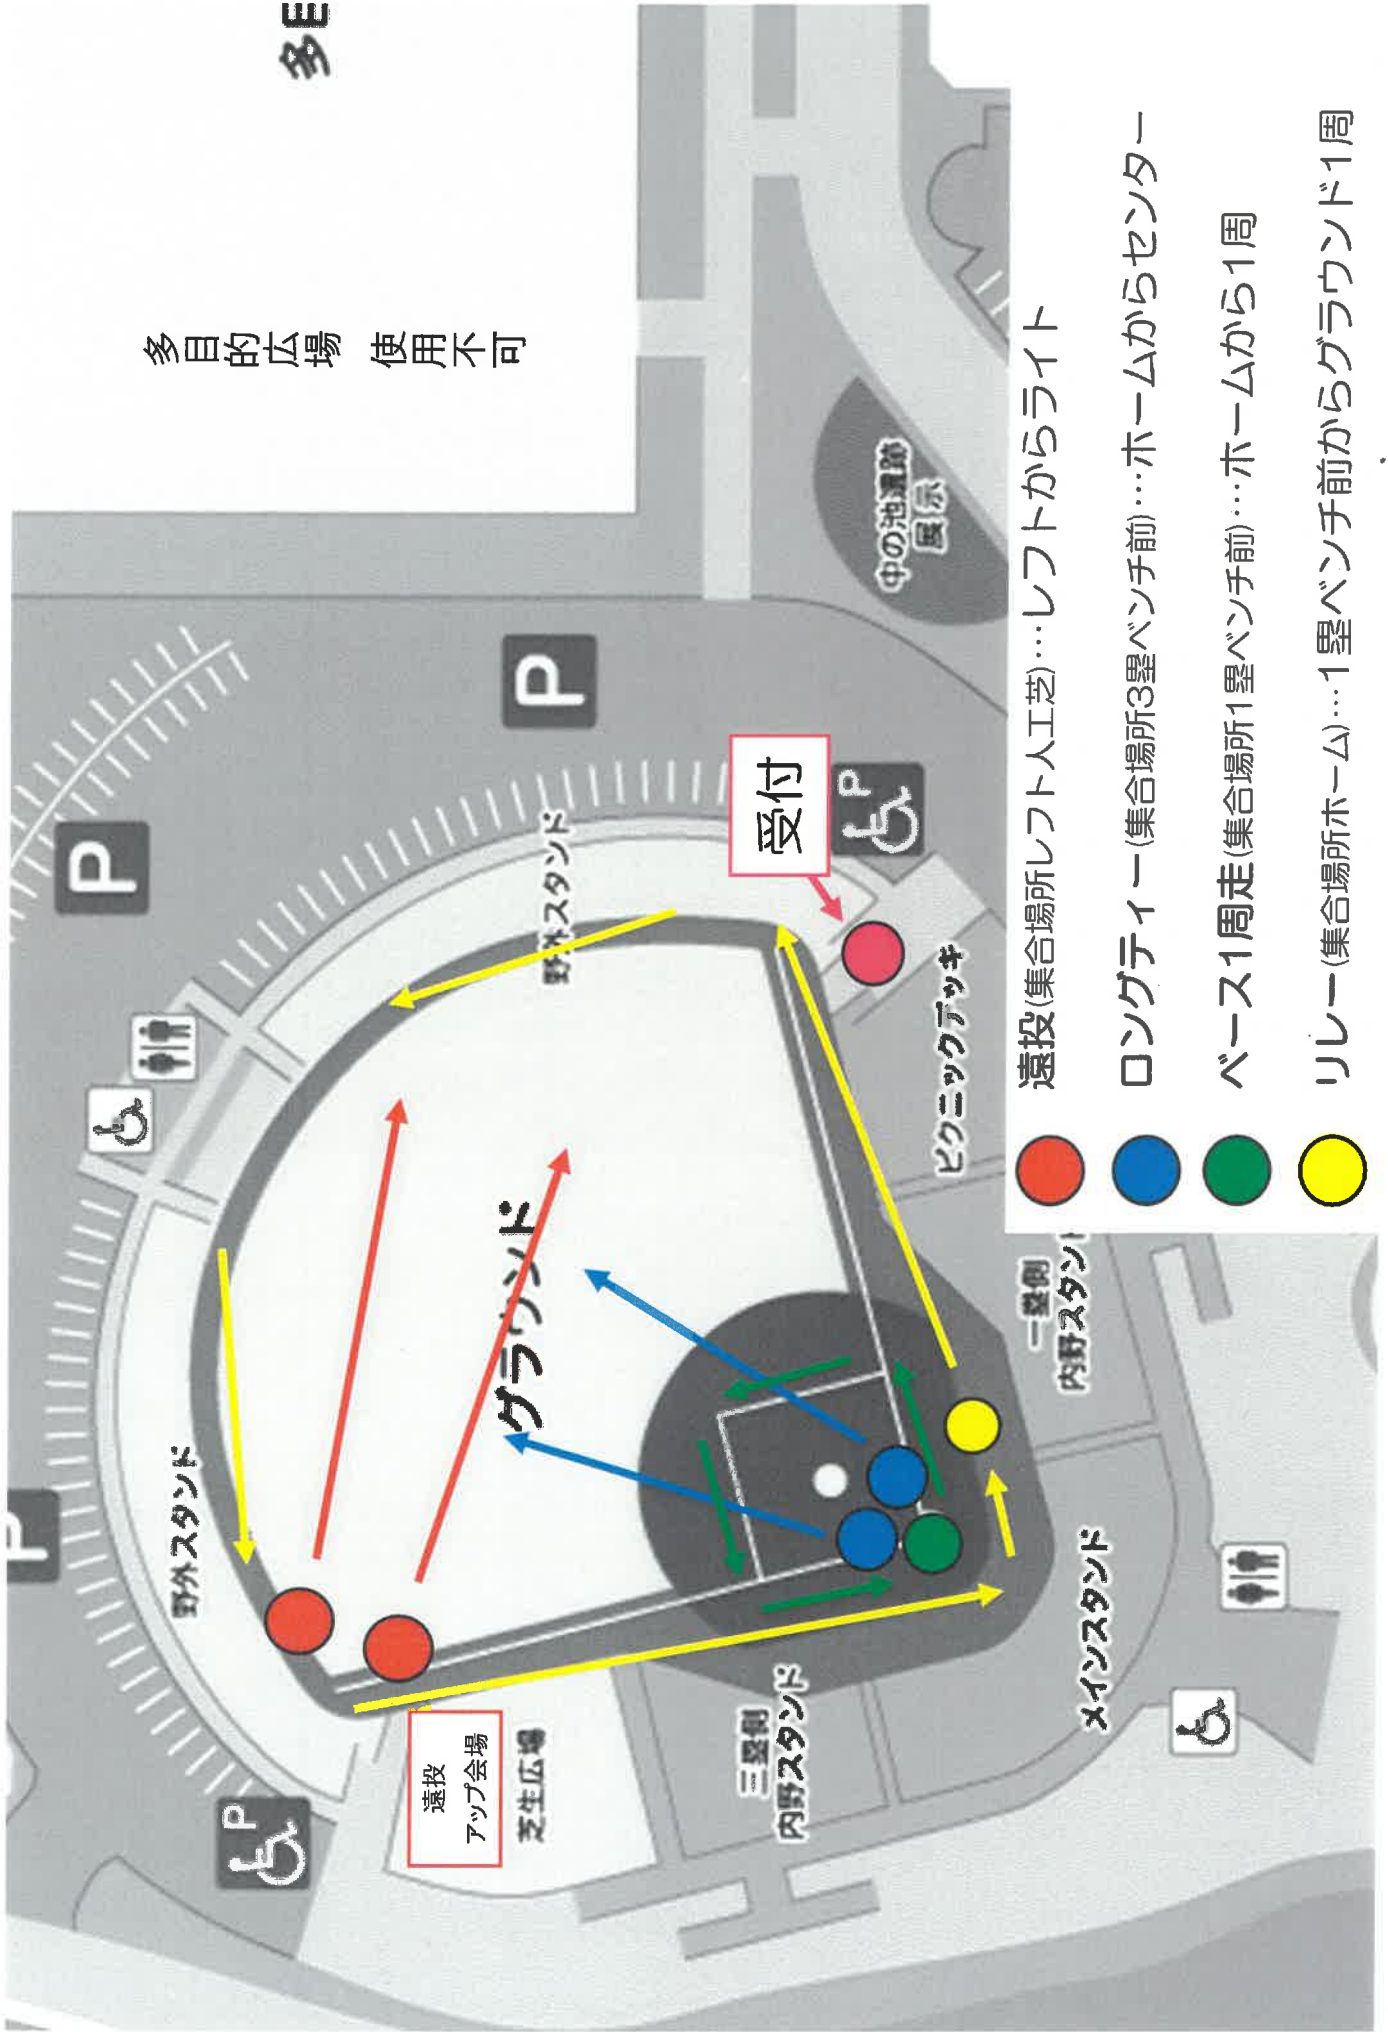 多目
多目的広場　使用不可
P
P
P
P
P
野外スタンド
野外スタンド
グラウンド
受付
中の池遺跡
展示
ピクニックデッキ
遠投
アップ会場
芝生広場
三塁側
内野スタンド
メインスタンド
一塁側
内野スタンド
遠投(集合場所レフト人工芝)…レフトからライト
ロングティー(集合場所3塁ベンチ前)…ホームからセンター
ベース1周走(集合場所1塁ベンチ前)…ホームから1周
リレー(集合場所ホーム)…1塁ベンチ前からグラウンド1周